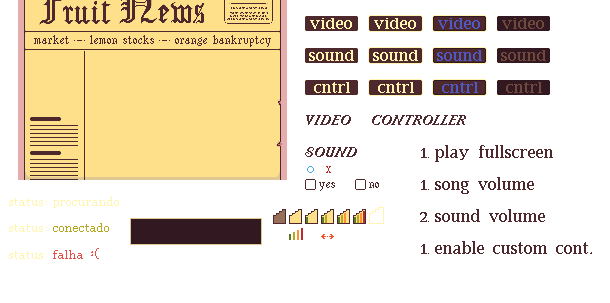 Fruit News
market -·- lemon stocks -·- orange bankruptcy
video video video video
sound sound sound sound
cntrl cntrl cntrl cntrl
VIDEO CONTROLLER
SOUND
x
yes no
1. play fullscreen
1. song volume
2. sound volume
1. enable custom cont.
status: procurando
status: conectado
status: falha :(